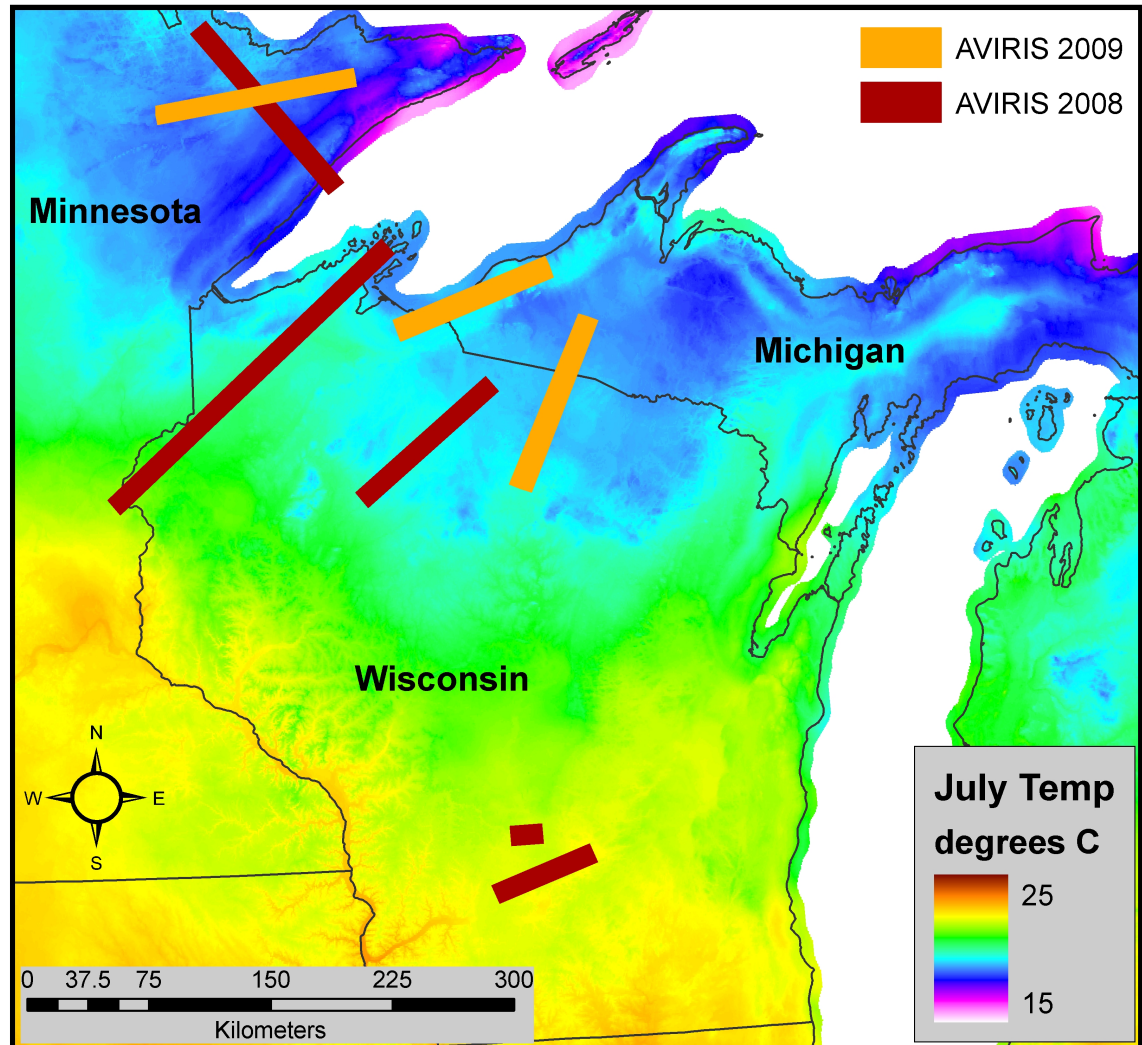 AVIRIS 2009
AVIRIS 2008
Minnesota
Michigan
Wisconsin
N
W E
S
July Temp
degrees C
25
15
0 37.5 75 150 225 300
Kilometers